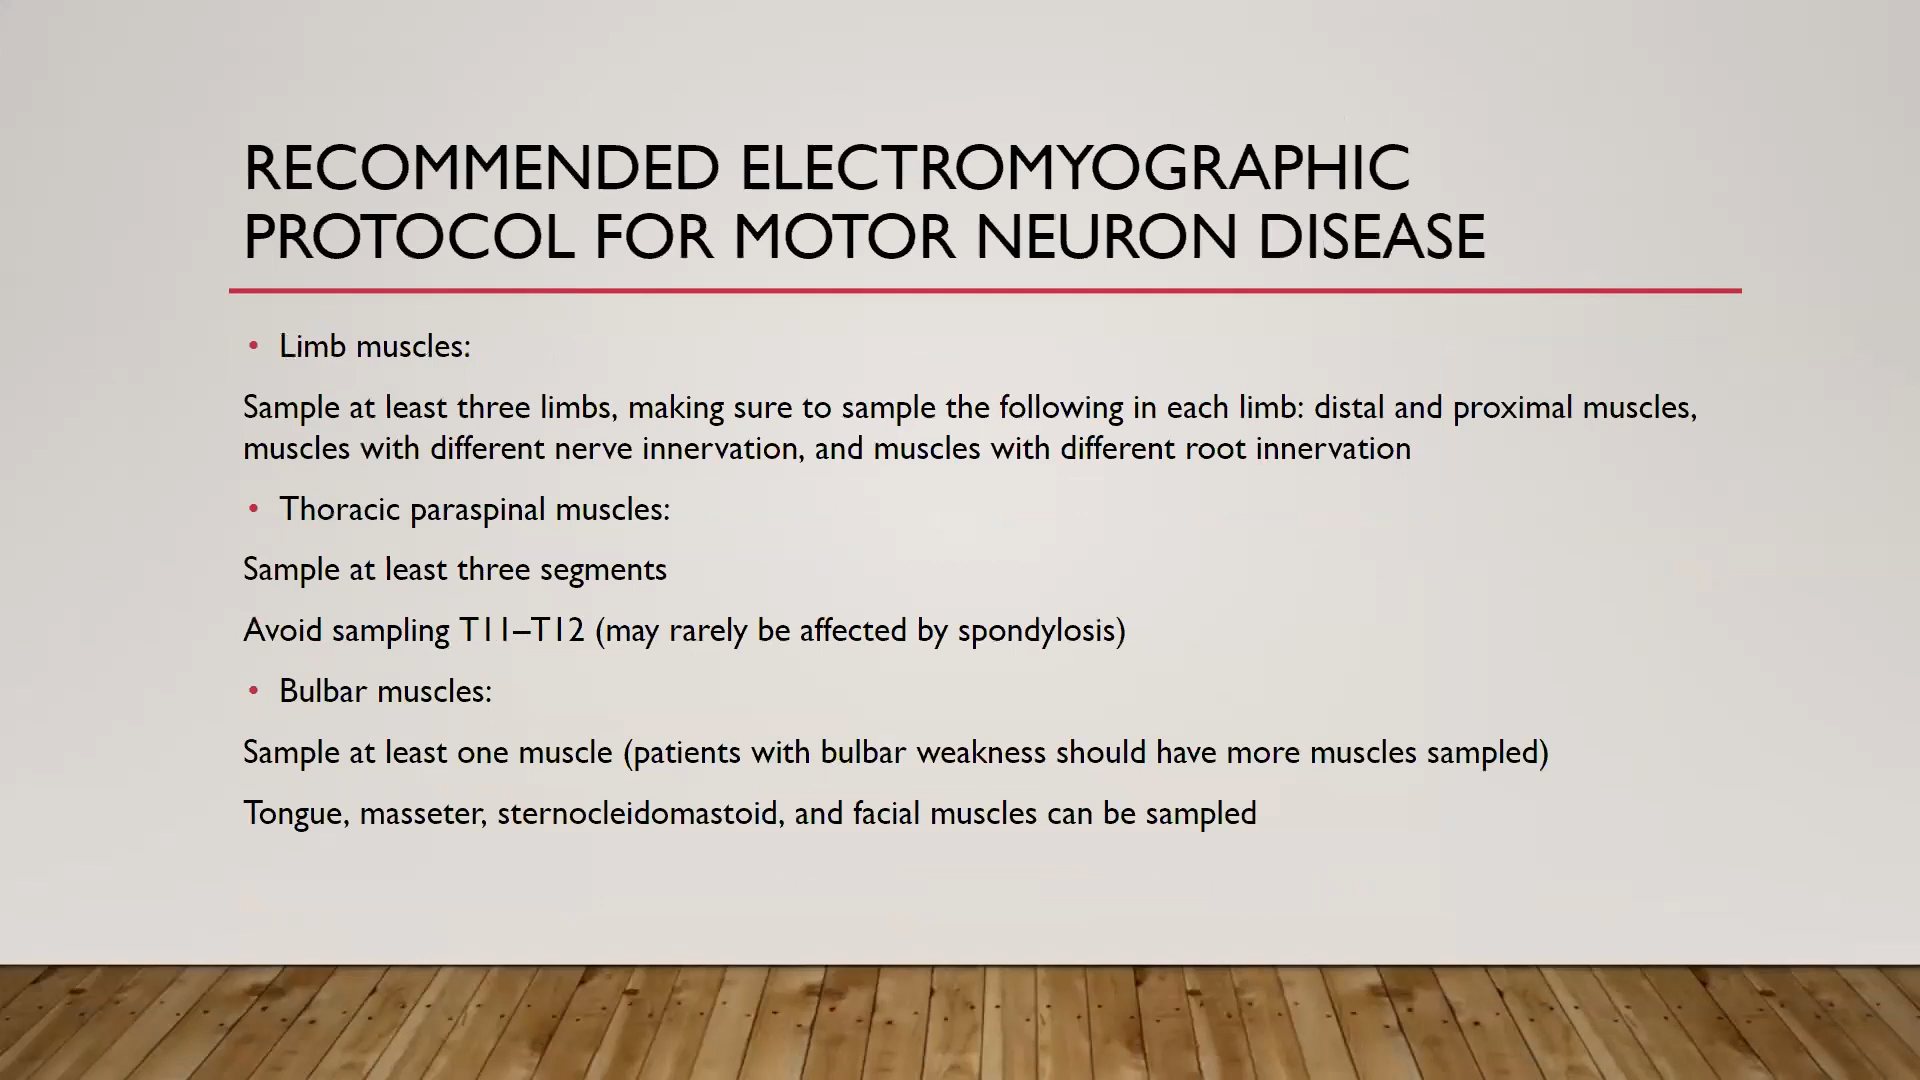 RECOMMENDED ELECTROMYOGRAPHIC
PROTOCOL FOR MOTOR NEURON DISEASE
• Limb muscles:
Sample at least three limbs, making sure to sample the following in each limb: distal and proximal muscles,
muscles with different nerve innervation, and muscles with different root innervation
• Thoracic paraspinal muscles:
Sample at least three segments
Avoid sampling T11–T12 (may rarely be affected by spondylosis)
• Bulbar muscles:
Sample at least one muscle (patients with bulbar weakness should have more muscles sampled)
Tongue, masseter, sternocleidomastoid, and facial muscles can be sampled